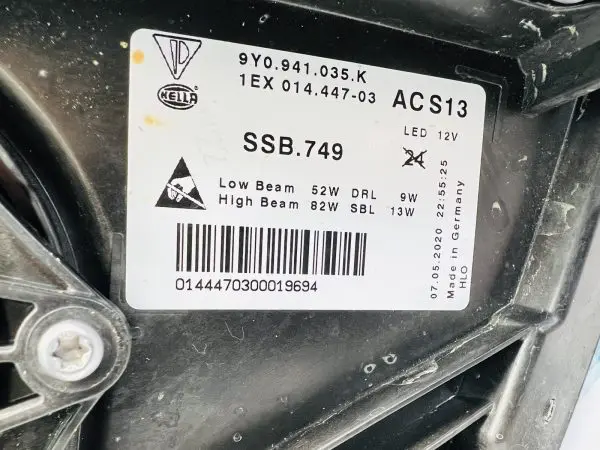 9Y0.941.035.K
1EX 014.447-03
ACS13
HELLA
LED 12V
SSB.749
24
Low Beam 52W DRL 9W
High Beam 82W SBL 13W
0144470300019694
07.05.2020 22:55:25
Made in Germany
HLO